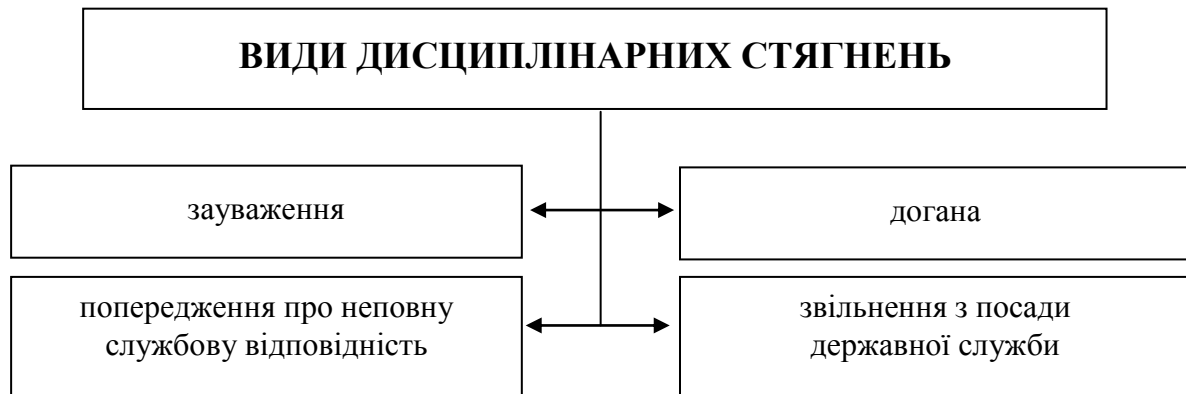 ВИДИ ДИСЦИПЛІНАРНИХ СТЯГНЕНЬ
зауваження
догана
попередження про неповну
службову відповідність
звільнення з посади
державної служби